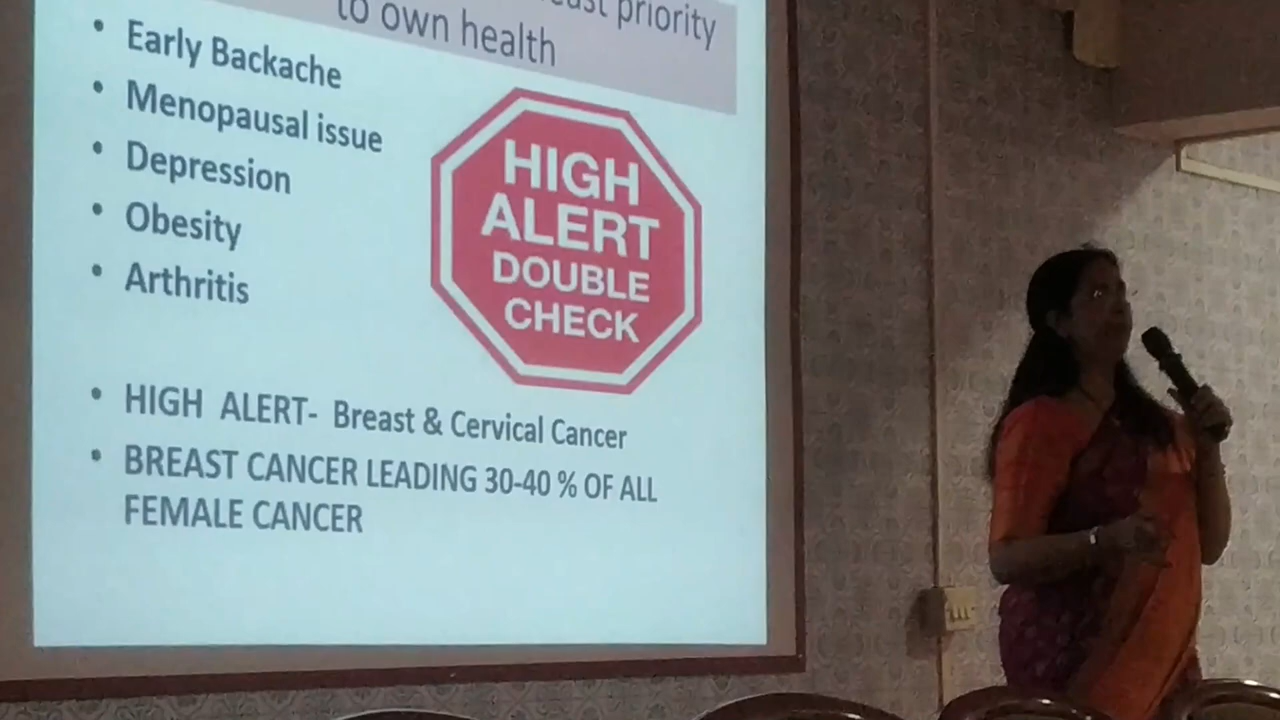 priority
to own health
• Early Backache
• Menopausal issue
• Depression
• Obesity
• Arthritis
HIGH
ALERT
DOUBLE
CHECK
• HIGH ALERT- Breast & Cervical Cancer
• BREAST CANCER LEADING 30-40 % OF ALL
FEMALE CANCER